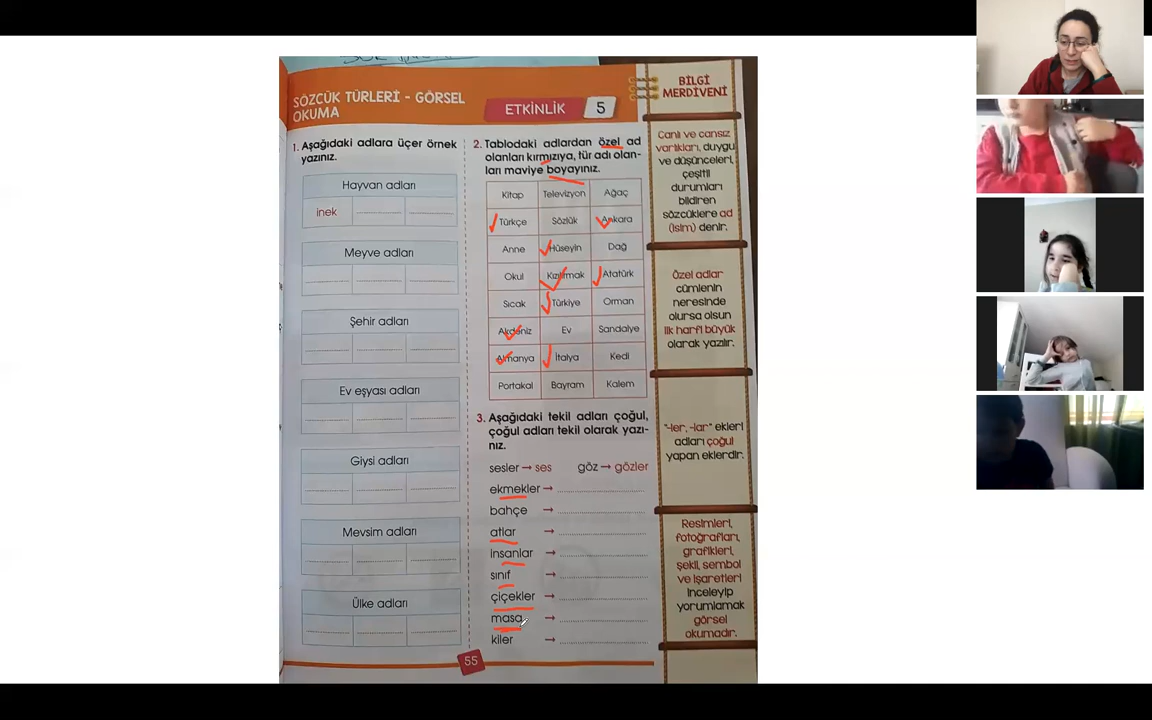 SÖZCÜK TÜRLERİ - GÖRSEL
OKUMA
ETKİNLİK 5
1. Aşağıdaki adlara üçer örnek
yazınız.
Hayvan adları
inek
Meyve adları
Şehir adları
Ev eşyası adları
Giysi adları
Mevsim adları
Ülke adları
2. Tablodaki adlardan özel ad
olanları kırmızıya, tür adı olan-
ları maviye boyayınız.
Kitap Televizyon Ağaç
Türkçe Sözlük Ankara
Anne Hüseyin Dağ
Okul Kızılırmak Atatürk
Sıcak Türkiye Orman
Akdeniz Ev Sandalye
Almanya İtalya Kedi
Portakal Bayram Kalem
3. Aşağıdaki tekil adları çoğul,
çoğul adları tekil olarak yazı-
nız.
sesler → ses göz → gözler
ekmekler →
bahçe →
atlar →
insanlar →
sınıf →
çiçekler →
masa →
kiler →
55
BİLGİ
MERDİVENİ
Canlı ve cansız
varlıkları, duygu
ve düşünceleri,
çeşitli
durumları
bildiren
sözcüklere ad
(isim) denir.
Özel adlar
cümlenin
neresinde
olursa olsun
ilk harfi büyük
olarak yazılır.
"-ler, -lar" ekleri
adları çoğul
yapan eklerdir.
Resimleri,
fotoğrafları,
grafikleri,
şekil, sembol
ve işaretleri
inceleyip
yorumlamak
görsel
okumadır.